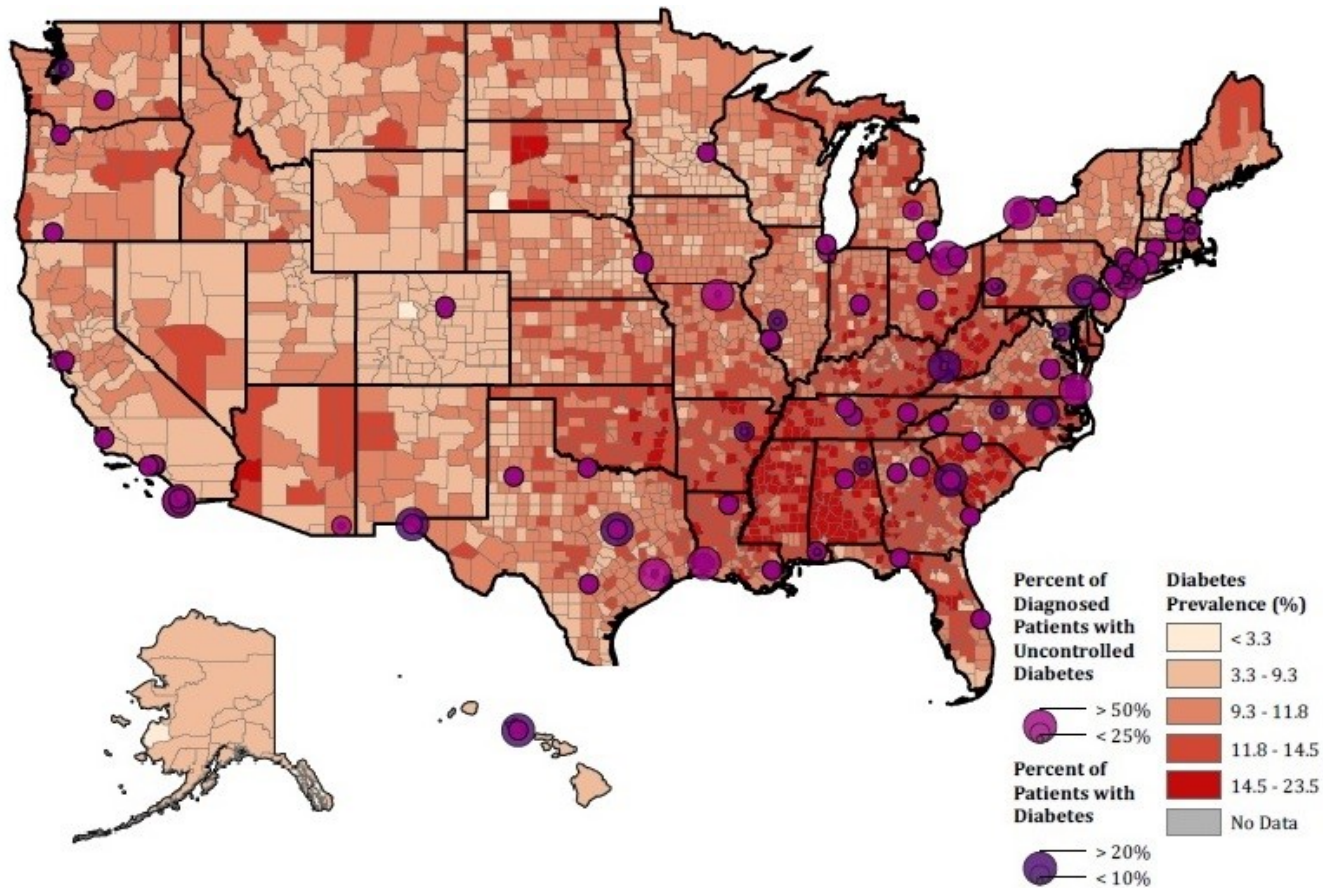 Percent of
Diagnosed
Patients with
Uncontrolled
Diabetes
> 50%
< 25%
Percent of
Patients with
Diabetes
> 20%
< 10%
Diabetes
Prevalence (%)
< 3.3
3.3 - 9.3
9.3 - 11.8
11.8 - 14.5
14.5 - 23.5
No Data